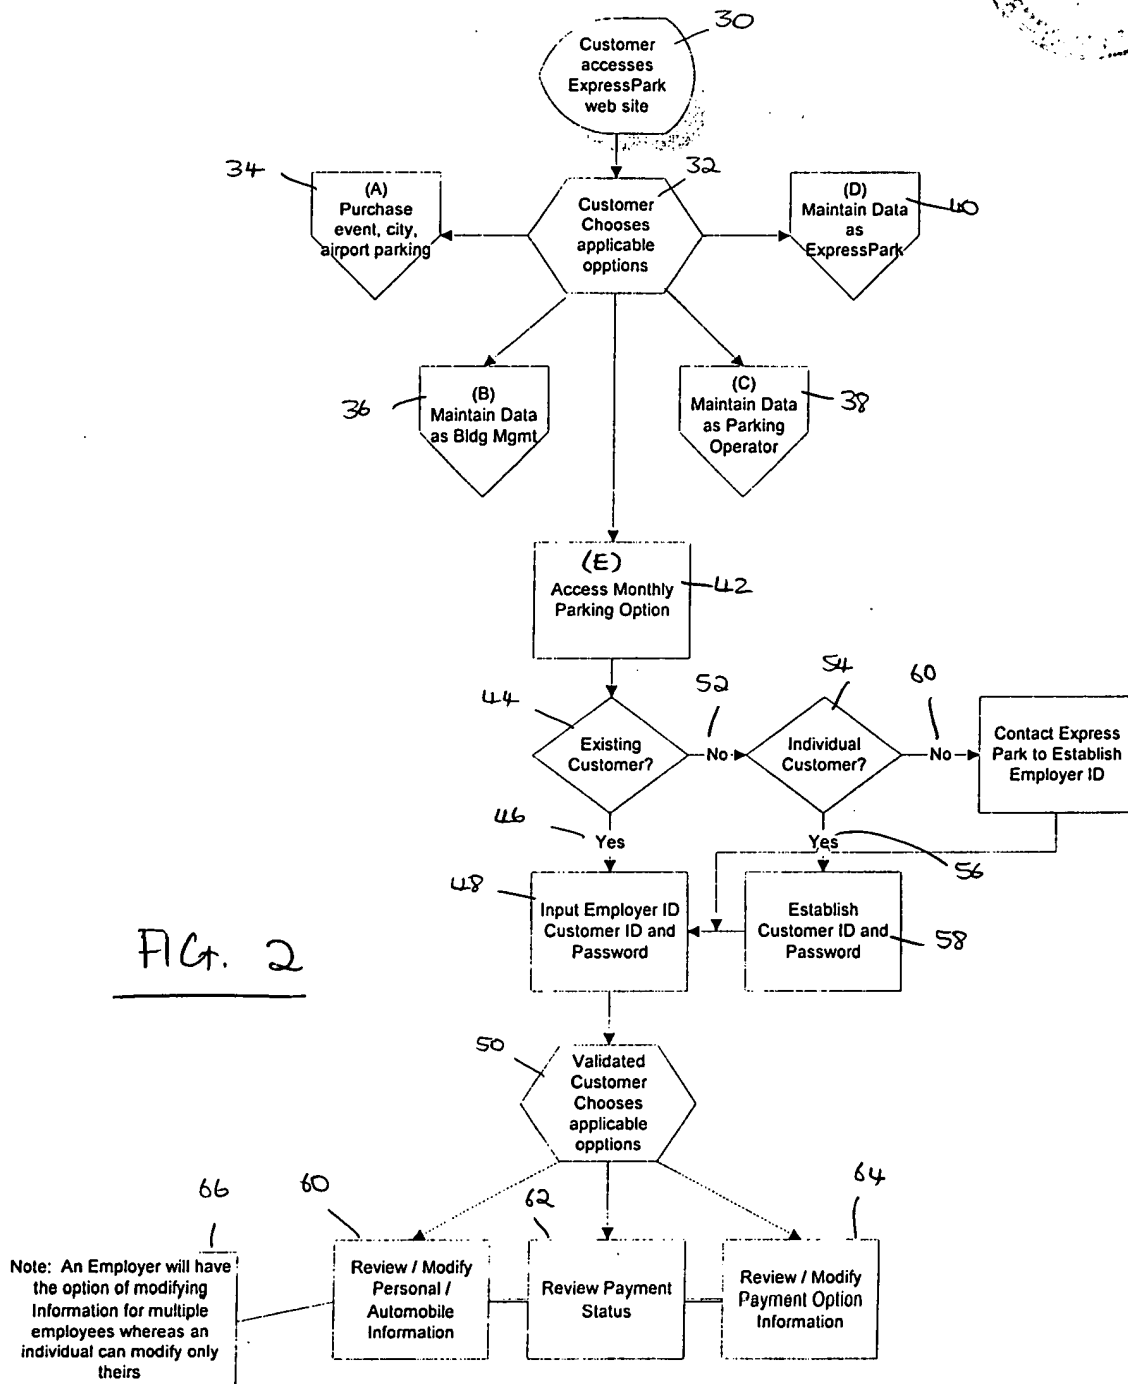 30
Customer
accesses
ExpressPark
web site
34
(A)
Purchase
event, city,
airport parking
32
Customer
Chooses
applicable
opptions
(D)
Maintain Data
as
ExpressPark
40
36
(B)
Maintain Data
as Bldg Mgmt
(C)
Maintain Data
as Parking
Operator
38
(E)
Access Monthly
Parking Option
42
44
Existing
Customer?
52
No
54
Individual
Customer?
60
No
Contact Express
Park to Establish
Employer ID
46
Yes
Yes
56
48
Input Employer ID
Customer ID and
Password
Establish
Customer ID and
Password
58
FIG. 2
50
Validated
Customer
Chooses
applicable
opptions
66
Note: An Employer will have
the option of modifying
Information for multiple
employees whereas an
individual can modify only
theirs
60
Review / Modify
Personal /
Automobile
Information
62
Review Payment
Status
64
Review / Modify
Payment Option
Information